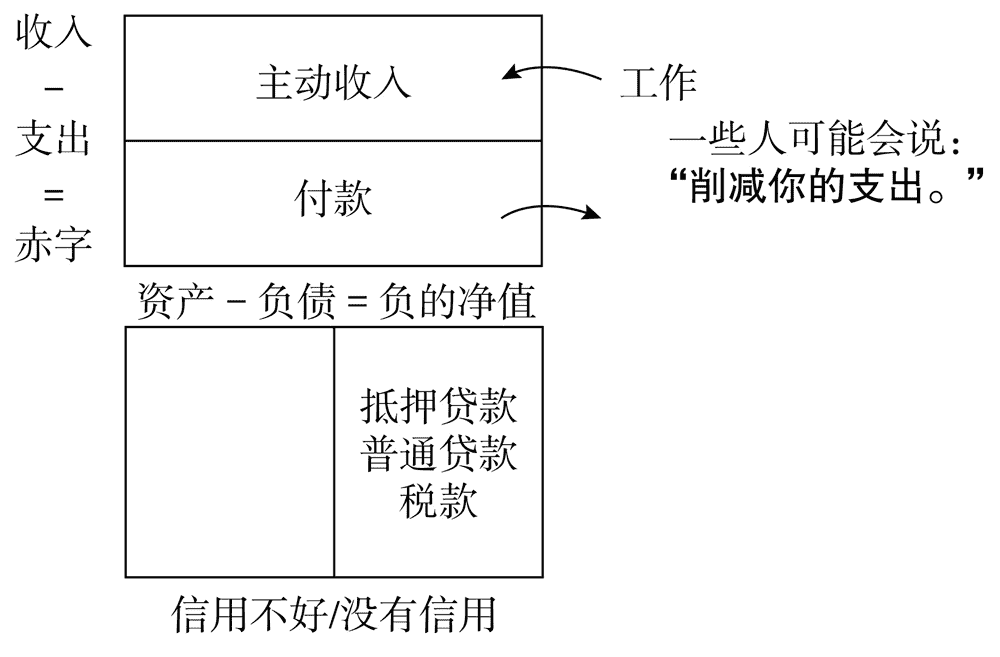 收入
–
支出
=
赤字
主动收入
付款
工作
一些人可能会说：
“削减你的支出。”
资产 – 负债 = 负的净值
抵押贷款
普通贷款
税款
信用不好/没有信用